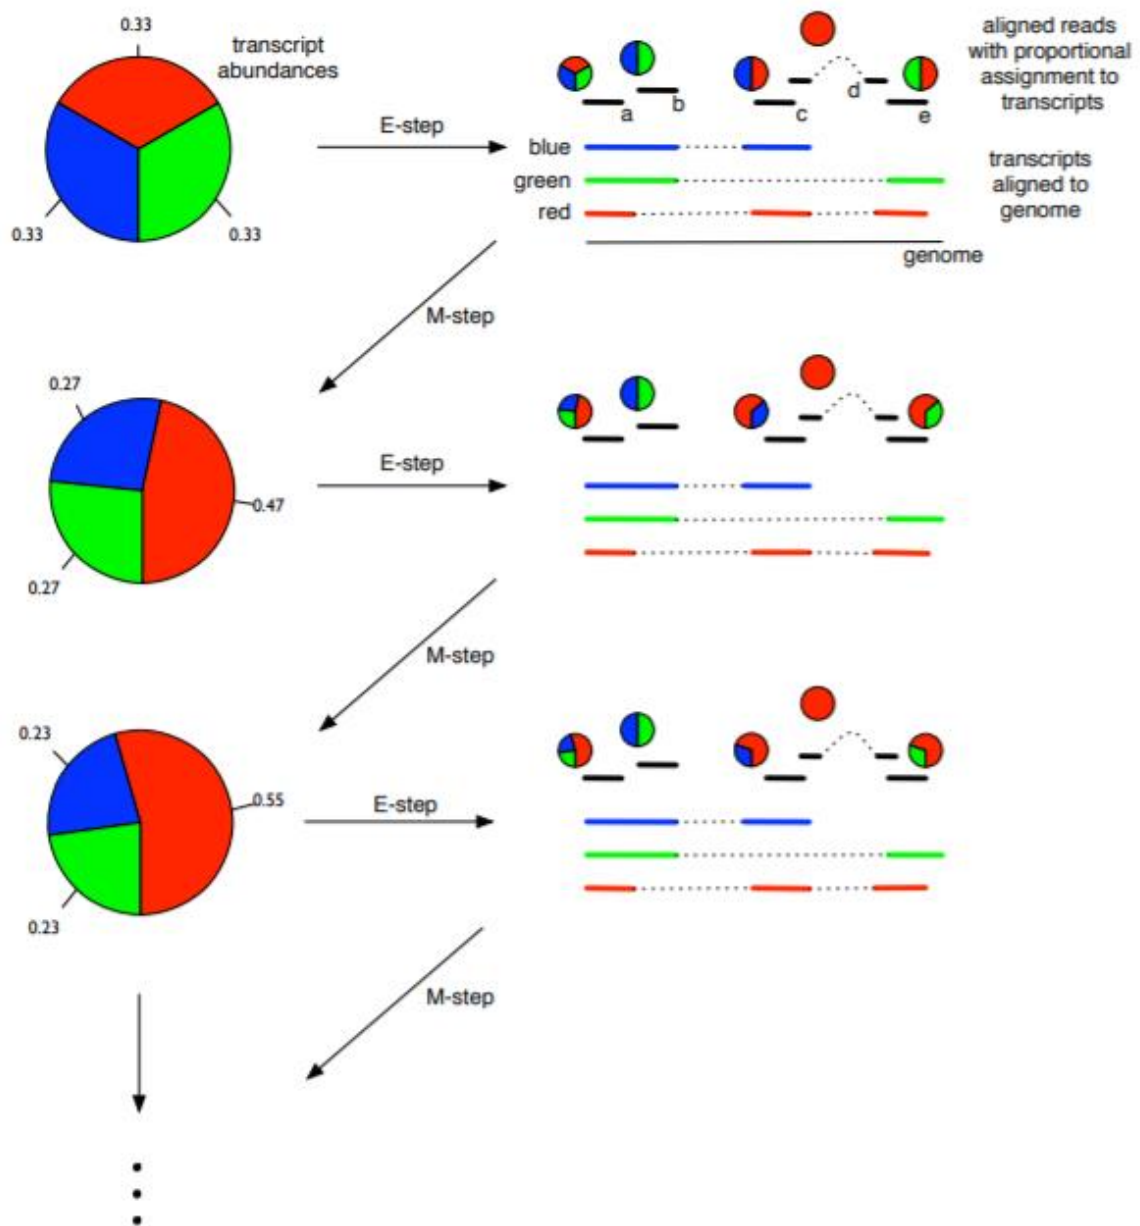 0.33
transcript
abundances
0.33
0.33
E-step
aligned reads
with proportional
assignment to
transcripts
a
b
c
d
e
blue
green
red
transcripts
aligned to
genome
genome
M-step
0.27
0.47
0.27
E-step
M-step
0.23
0.55
0.23
E-step
M-step